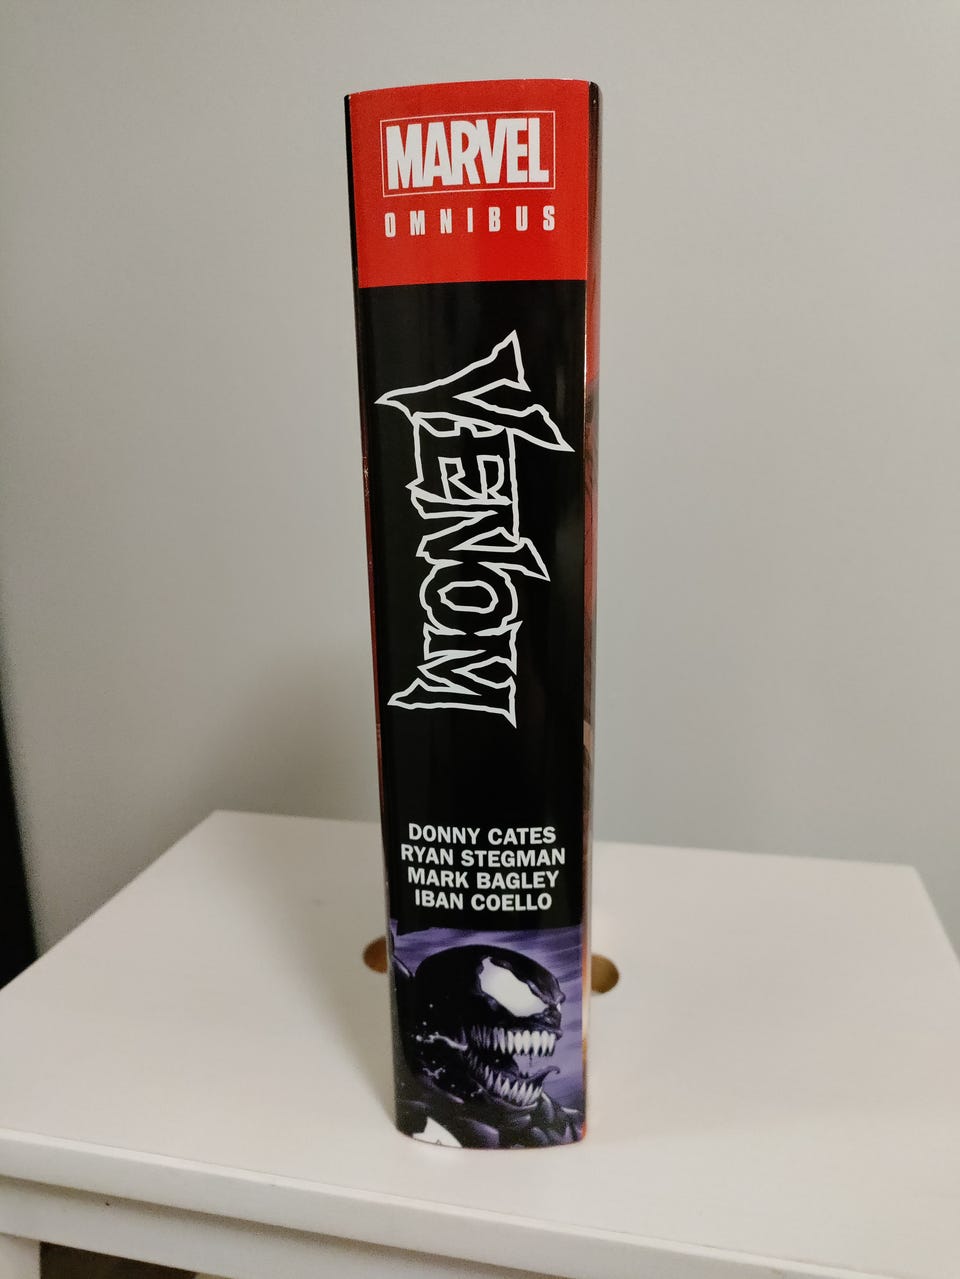 MARVEL
OMNIBUS
VENOM
DONNY CATES
RYAN STEGMAN
MARK BAGLEY
IBAN COELLO